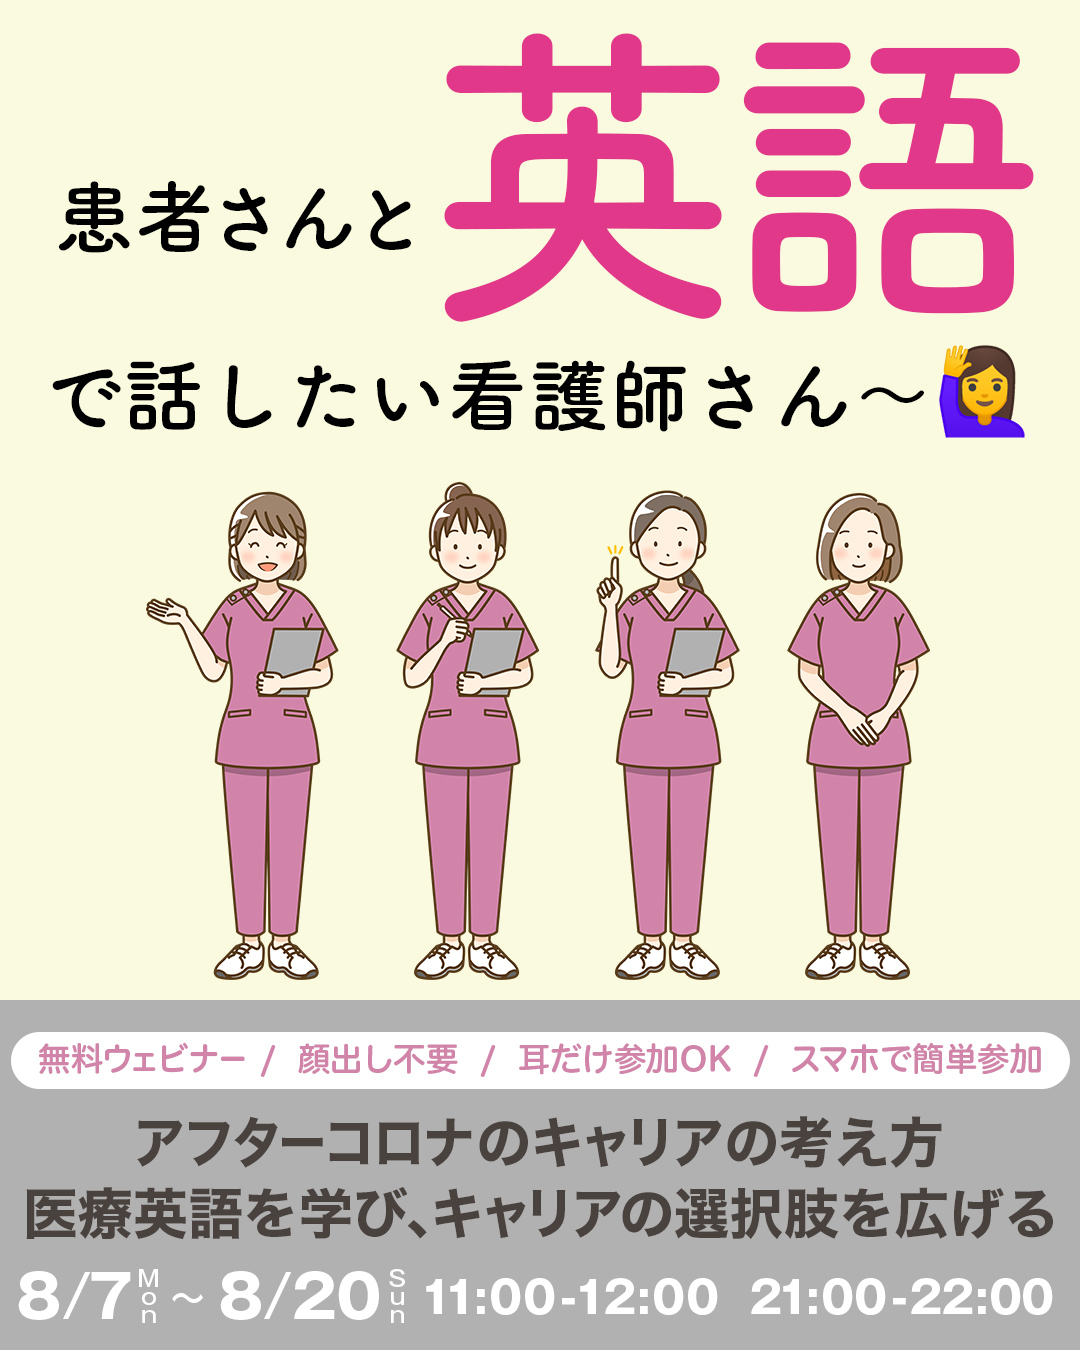 患者さんと英語
で話したい看護師さん〜🙋‍♀️
無料ウェビナー / 顔出し不要 / 耳だけ参加OK / スマホで簡単参加
アフターコロナのキャリアの考え方
医療英語を学び、キャリアの選択肢を広げる
8/7 Mon 〜 8/20 Sun 11:00-12:00 21:00-22:00